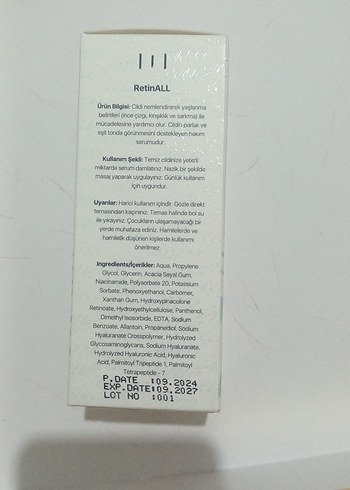 RetinALL
Ürün Bilgisi: Cildi nemlendirerek yaşlanma
belirtileri (ince çizgi, kırışıklık ve sarkma) ile
mücadelesine yardımcı olur. Cildin parlak ve
eşit tonda görünmesini destekleyen bakım
serumudur.
Kullanım Şekli: Temiz cildinize yeterli
miktarda serum damlatınız. Nazik bir şekilde
masaj yaparak uygulayınız. Günlük kullanım
için uygundur.
Uyarılar: Harici kullanım içindir. Gözle direkt
temasından kaçınınız. Temas halinde bol su
ile yıkayınız. Çocukların ulaşamayacağı bir
yerde muhafaza ediniz. Hamilelerde ve
hamilelik düşünen kişilerde kullanımı
önerilmez.
Ingredients/İçerikler: Aqua, Propylene
Glycol, Glycerin, Acacia Seyal Gum,
Niacinamide, Polysorbate 20, Potassium
Sorbate, Phenoxyethanol, Carbomer,
Xanthan Gum, Hydroxypinacolone
Retinoate, Hydroxyethylcellulose, Panthenol,
Dimethyl Isosorbide, EDTA, Sodium
Benzoate, Allantoin, Propanediol, Sodium
Hyaluronate Crosspolymer, Hydrolyzed
Glycosaminoglycans, Sodium Hyaluronate,
Hydrolyzed Hyaluronic Acid, Hyaluronic
Acid, Palmitoyl Tripeptide 1, Palmitoyl
Tetrapeptide - 7
P.DATE :09.2024
EXP.DATE:09.2027
LOT NO :001